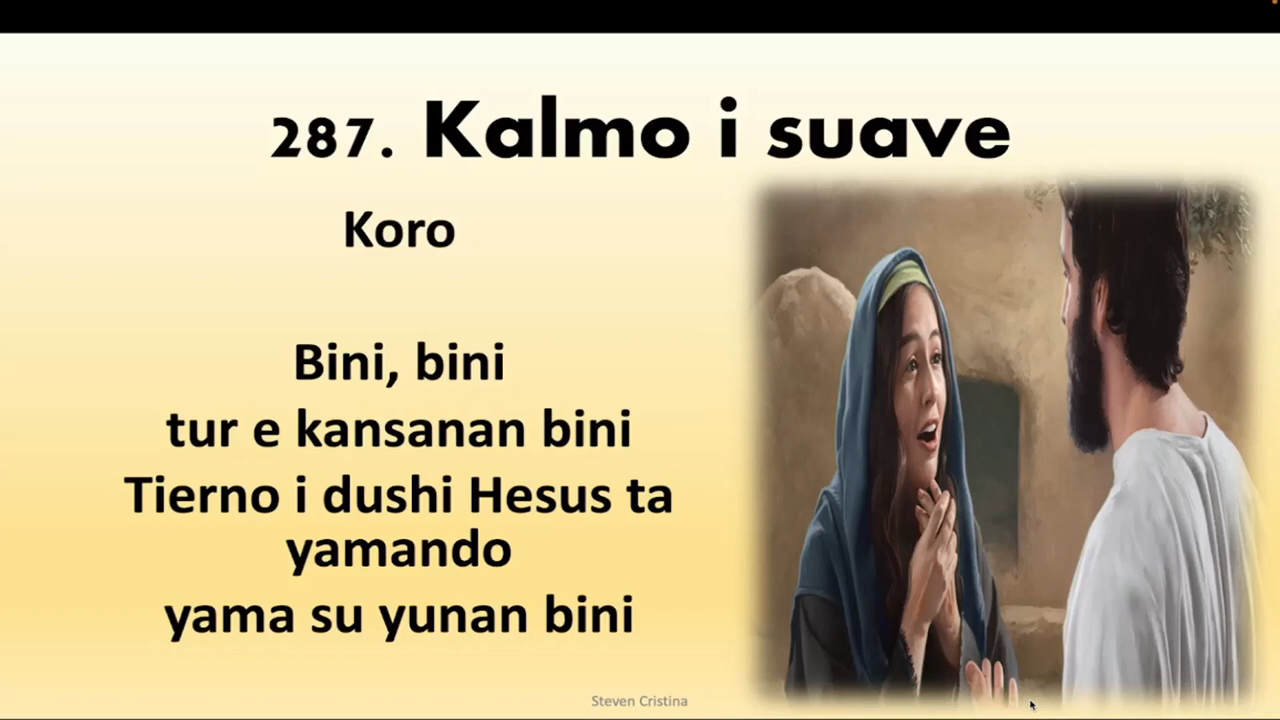 287. Kalmo i suave
Koro
Bini, bini
tur e kansanan bini
Tierno i dushi Hesus ta
yamando
yama su yunan bini
Steven Cristina